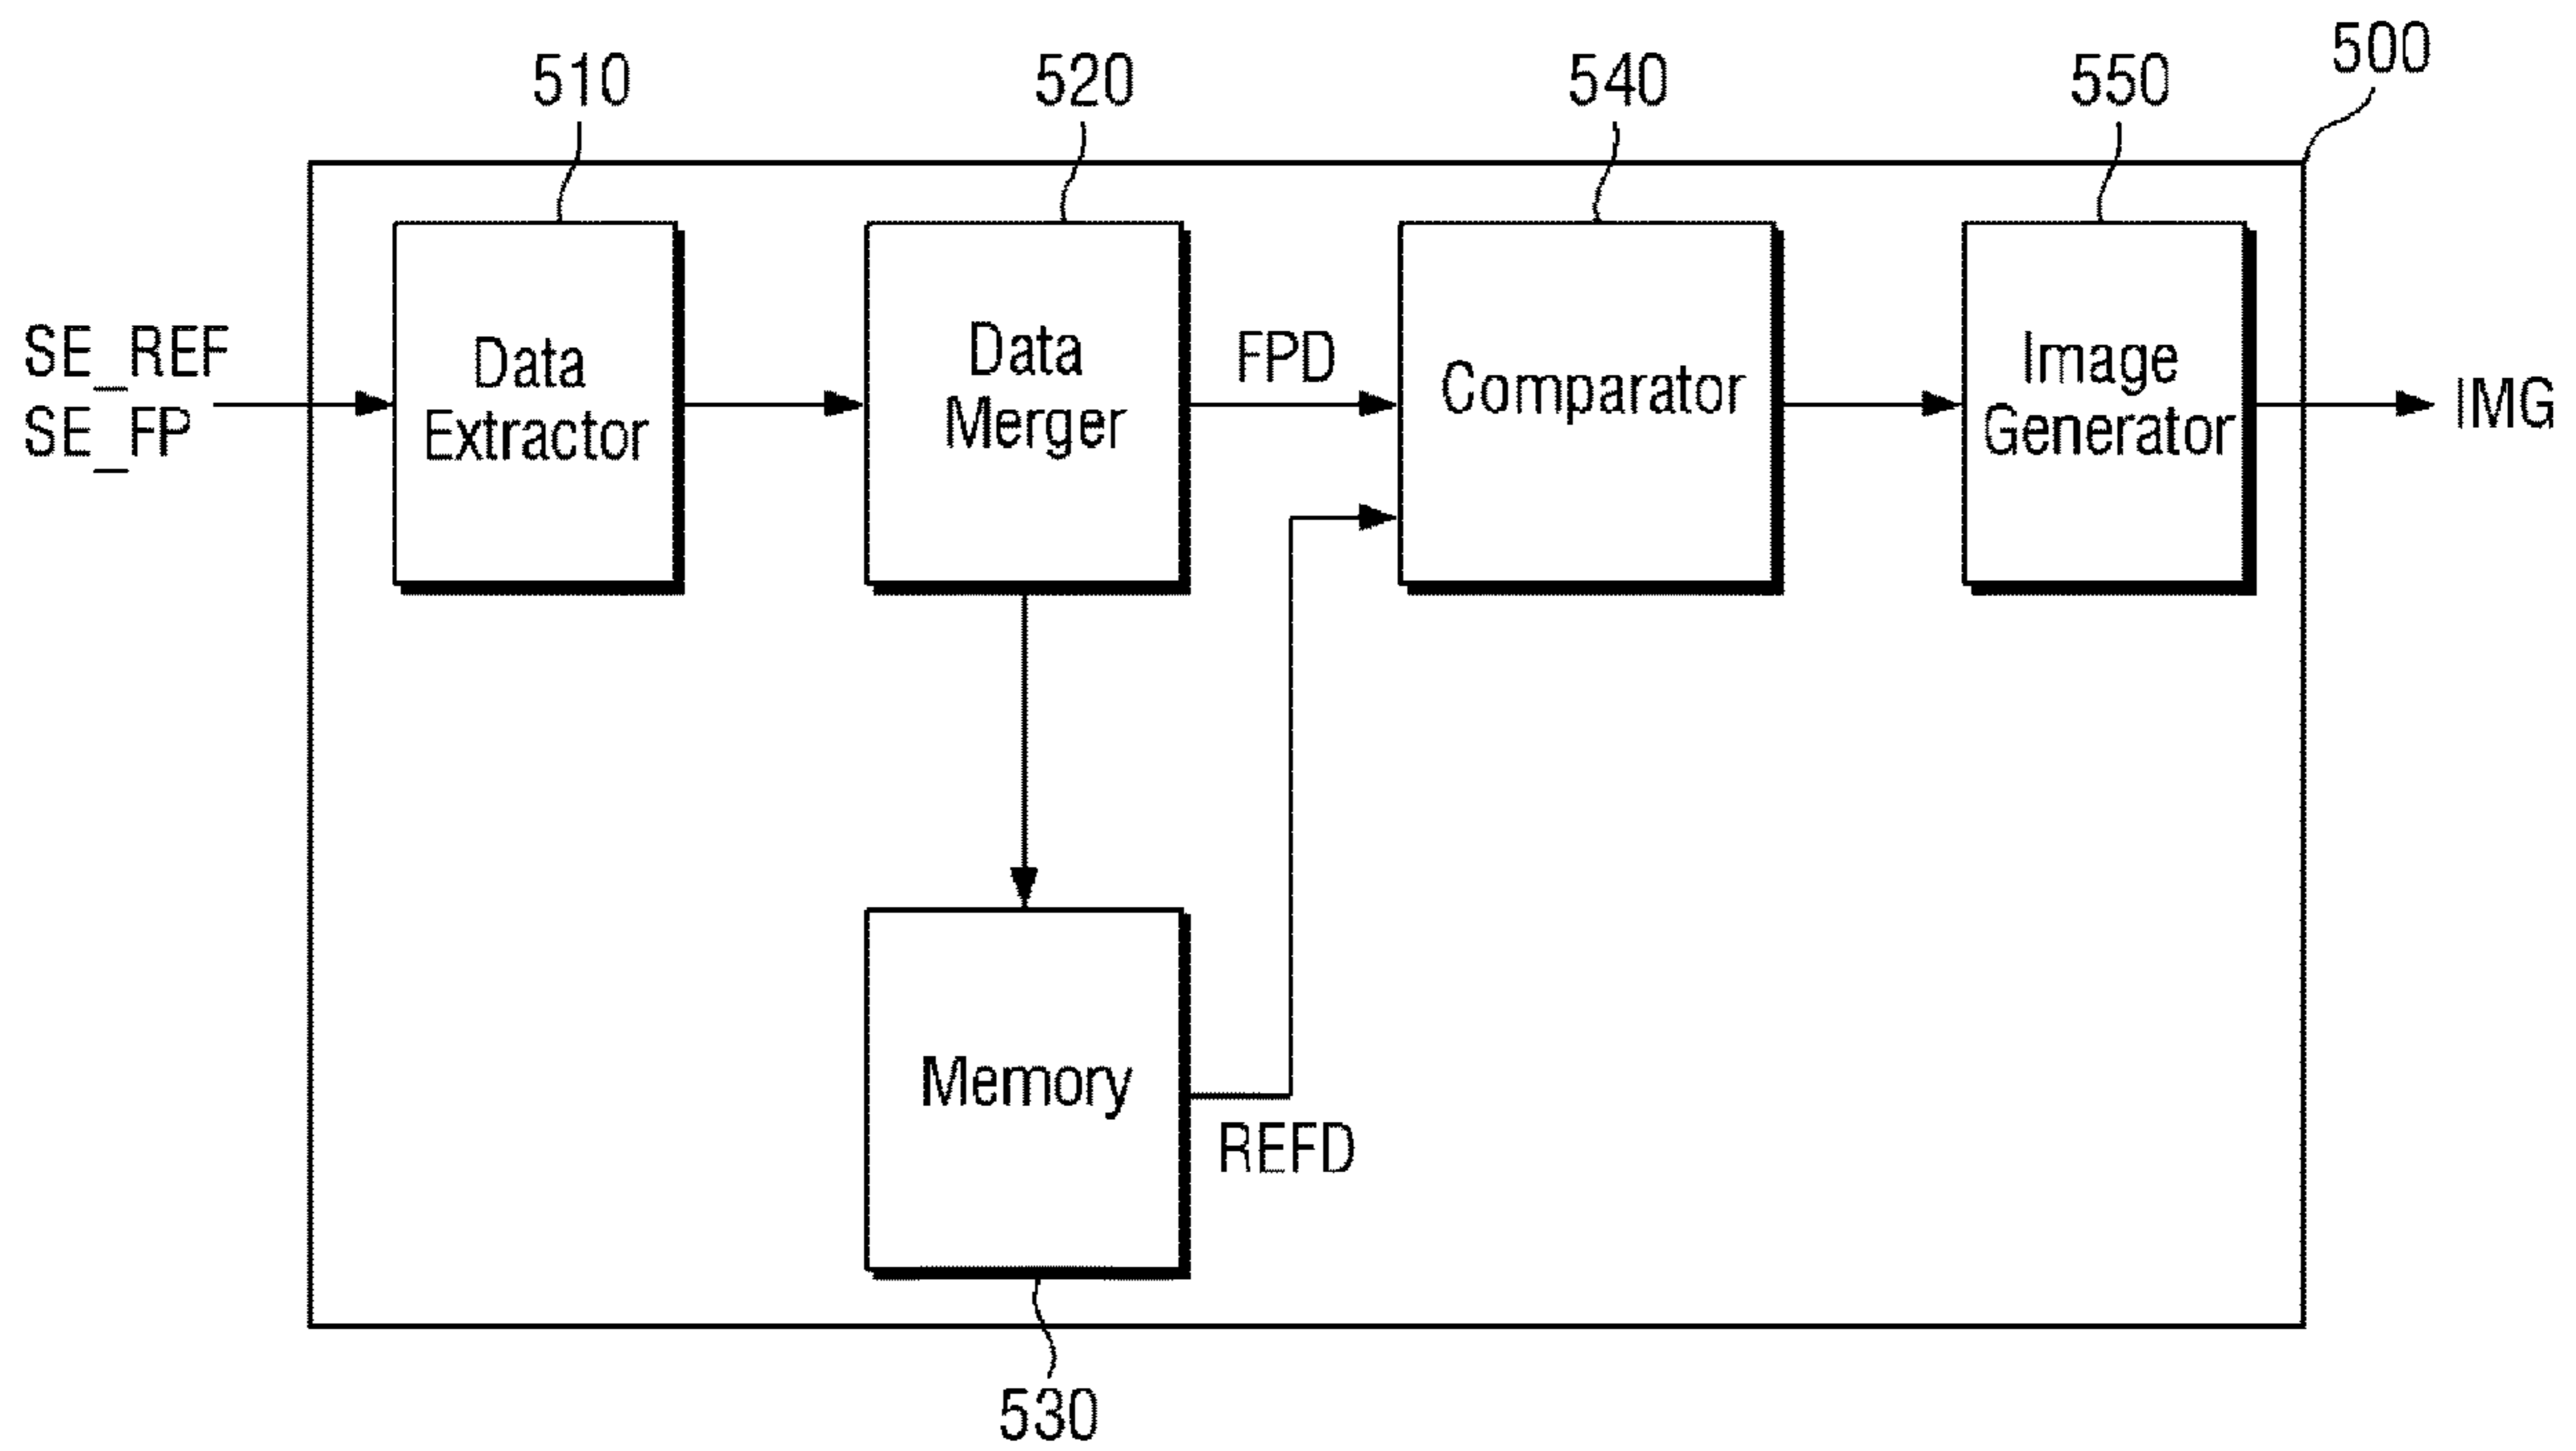 500
510
520
540
550
SE_REF
SE_FP
Data
Extractor
Data
Merger
FPD
Comparator
Image
Generator
IMG
Memory
REFD
530